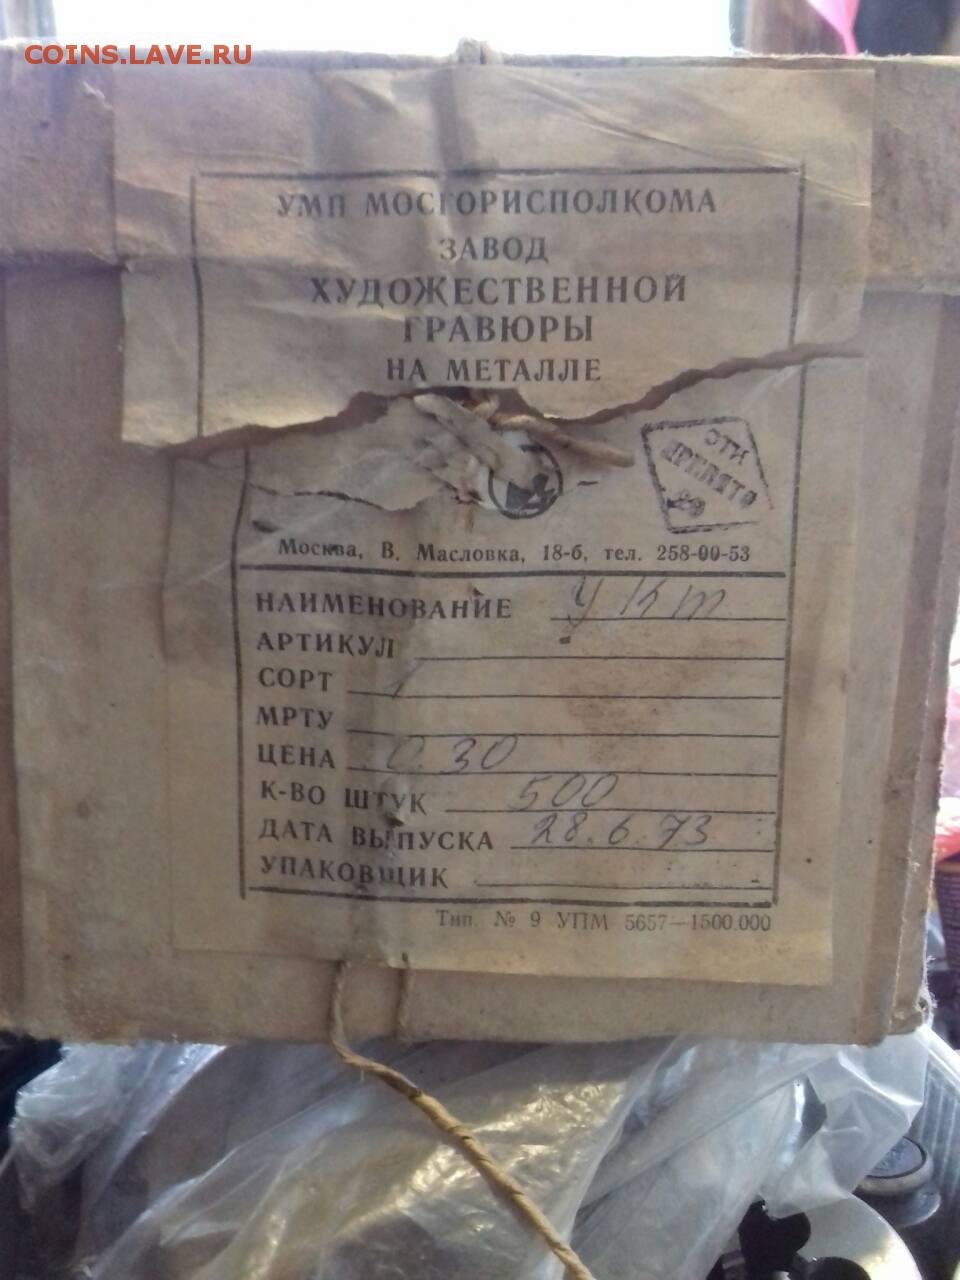 COINS.LAVE.RU
УМП МОСГОРИСПОЛКОМА
ЗАВОД
ХУДОЖЕСТВЕННОЙ
ГРАВЮРЫ
НА МЕТАЛЛЕ
ОТК
ПРИНЯТО
Москва, В. Масловка, 18-б, тел. 258-00-53
НАИМЕНОВАНИЕ УКт
АРТИКУЛ
СОРТ 1
МРТУ
ЦЕНА 0.30
К-ВО ШТУК 500
ДАТА ВЫПУСКА 28.6.73
УПАКОВЩИК
Тип. № 9 УПМ 5657—1500.000